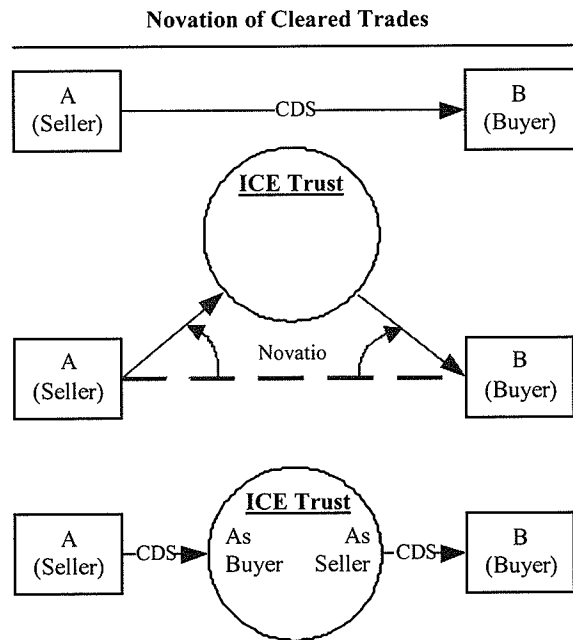 Novation of Cleared Trades
A
(Seller)
CDS
B
(Buyer)
ICE Trust
A
(Seller)
Novatio
B
(Buyer)
ICE Trust
A
(Seller)
CDS
As
Buyer
As
Seller
CDS
B
(Buyer)